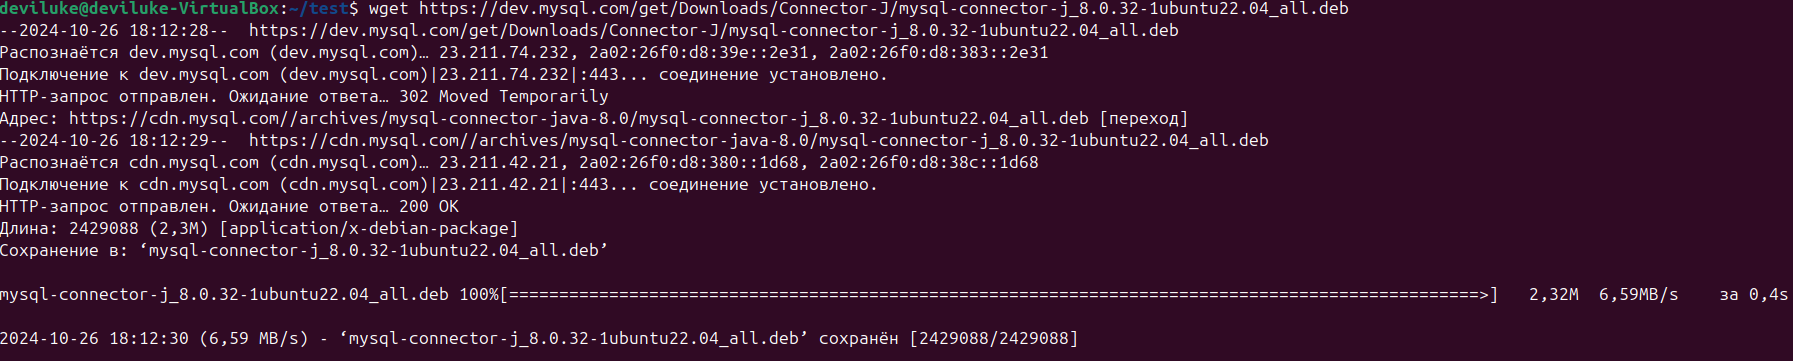 deviluke@deviluke-VirtualBox:~/test$ wget https://dev.mysql.com/get/Downloads/Connector-J/mysql-connector-j_8.0.32-1ubuntu22.04_all.deb
--2024-10-26 18:12:28--  https://dev.mysql.com/get/Downloads/Connector-J/mysql-connector-j_8.0.32-1ubuntu22.04_all.deb
Распознаётся dev.mysql.com (dev.mysql.com)… 23.211.74.232, 2a02:26f0:d8:39e::2e31, 2a02:26f0:d8:383::2e31
Подключение к dev.mysql.com (dev.mysql.com)|23.211.74.232|:443... соединение установлено.
HTTP-запрос отправлен. Ожидание ответа… 302 Moved Temporarily
Адрес: https://cdn.mysql.com//archives/mysql-connector-java-8.0/mysql-connector-j_8.0.32-1ubuntu22.04_all.deb [переход]
--2024-10-26 18:12:29--  https://cdn.mysql.com//archives/mysql-connector-java-8.0/mysql-connector-j_8.0.32-1ubuntu22.04_all.deb
Распознаётся cdn.mysql.com (cdn.mysql.com)… 23.211.42.21, 2a02:26f0:d8:380::1d68, 2a02:26f0:d8:38c::1d68
Подключение к cdn.mysql.com (cdn.mysql.com)|23.211.42.21|:443... соединение установлено.
HTTP-запрос отправлен. Ожидание ответа… 200 OK
Длина: 2429088 (2,3M) [application/x-debian-package]
Сохранение в: ‘mysql-connector-j_8.0.32-1ubuntu22.04_all.deb’
mysql-connector-j_8.0.32-1ubuntu22.04_all.deb 100%[=================================================================================================>]   2,32M  6,59MB/s    за 0,4s
2024-10-26 18:12:30 (6,59 MB/s) - ‘mysql-connector-j_8.0.32-1ubuntu22.04_all.deb’ сохранён [2429088/2429088]